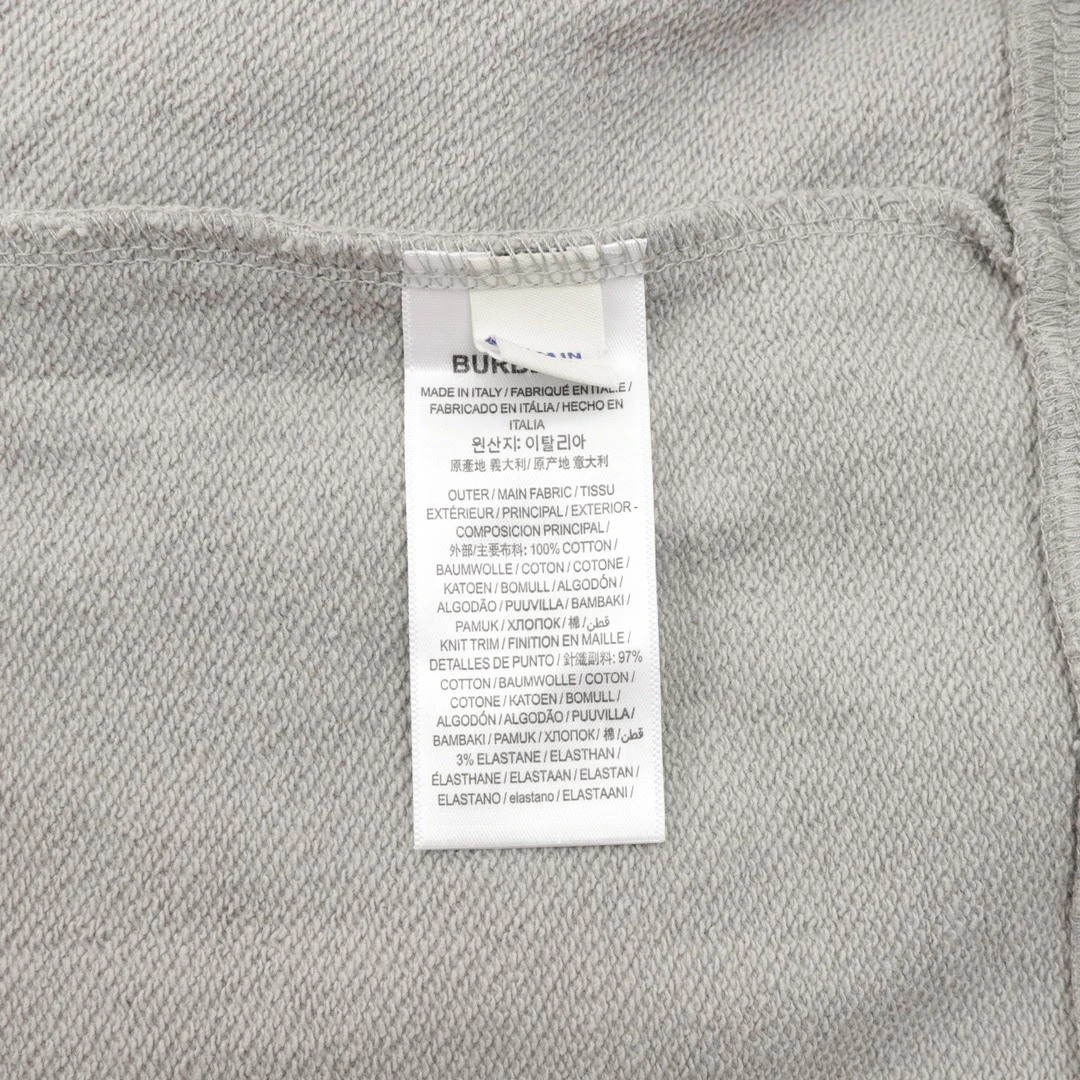 MADE IN ITALY / FABRIQUÉ EN ITALIE /
FABRICADO EN ITÁLIA / HECHO EN
ITALIA
원산지: 이탈리아
原產地 義大利/ 原产地 意大利
OUTER / MAIN FABRIC / TISSU
EXTÉRIEUR / PRINCIPAL / EXTERIOR -
COMPOSICION PRINCIPAL /
外部/主要布料: 100% COTTON /
BAUMWOLLE / COTON / COTONE /
KATOEN / BOMULL / ALGODÓN /
ALGODÃO / PUUVILLA / BAMBAKI /
PAMUK / ХЛОПОК / 棉 / قطن
KNIT TRIM / FINITION EN MAILLE /
DETALLES DE PUNTO / 針織副料: 97%
COTTON / BAUMWOLLE / COTON /
COTONE / KATOEN / BOMULL /
ALGODÓN / ALGODÃO / PUUVILLA /
BAMBAKI / PAMUK / ХЛОПОК / 棉 / قطن
3% ELASTANE / ELASTHAN /
ÉLASTHANE / ELASTAAN / ELASTAN /
ELASTANO / elastano / ELASTAANI /